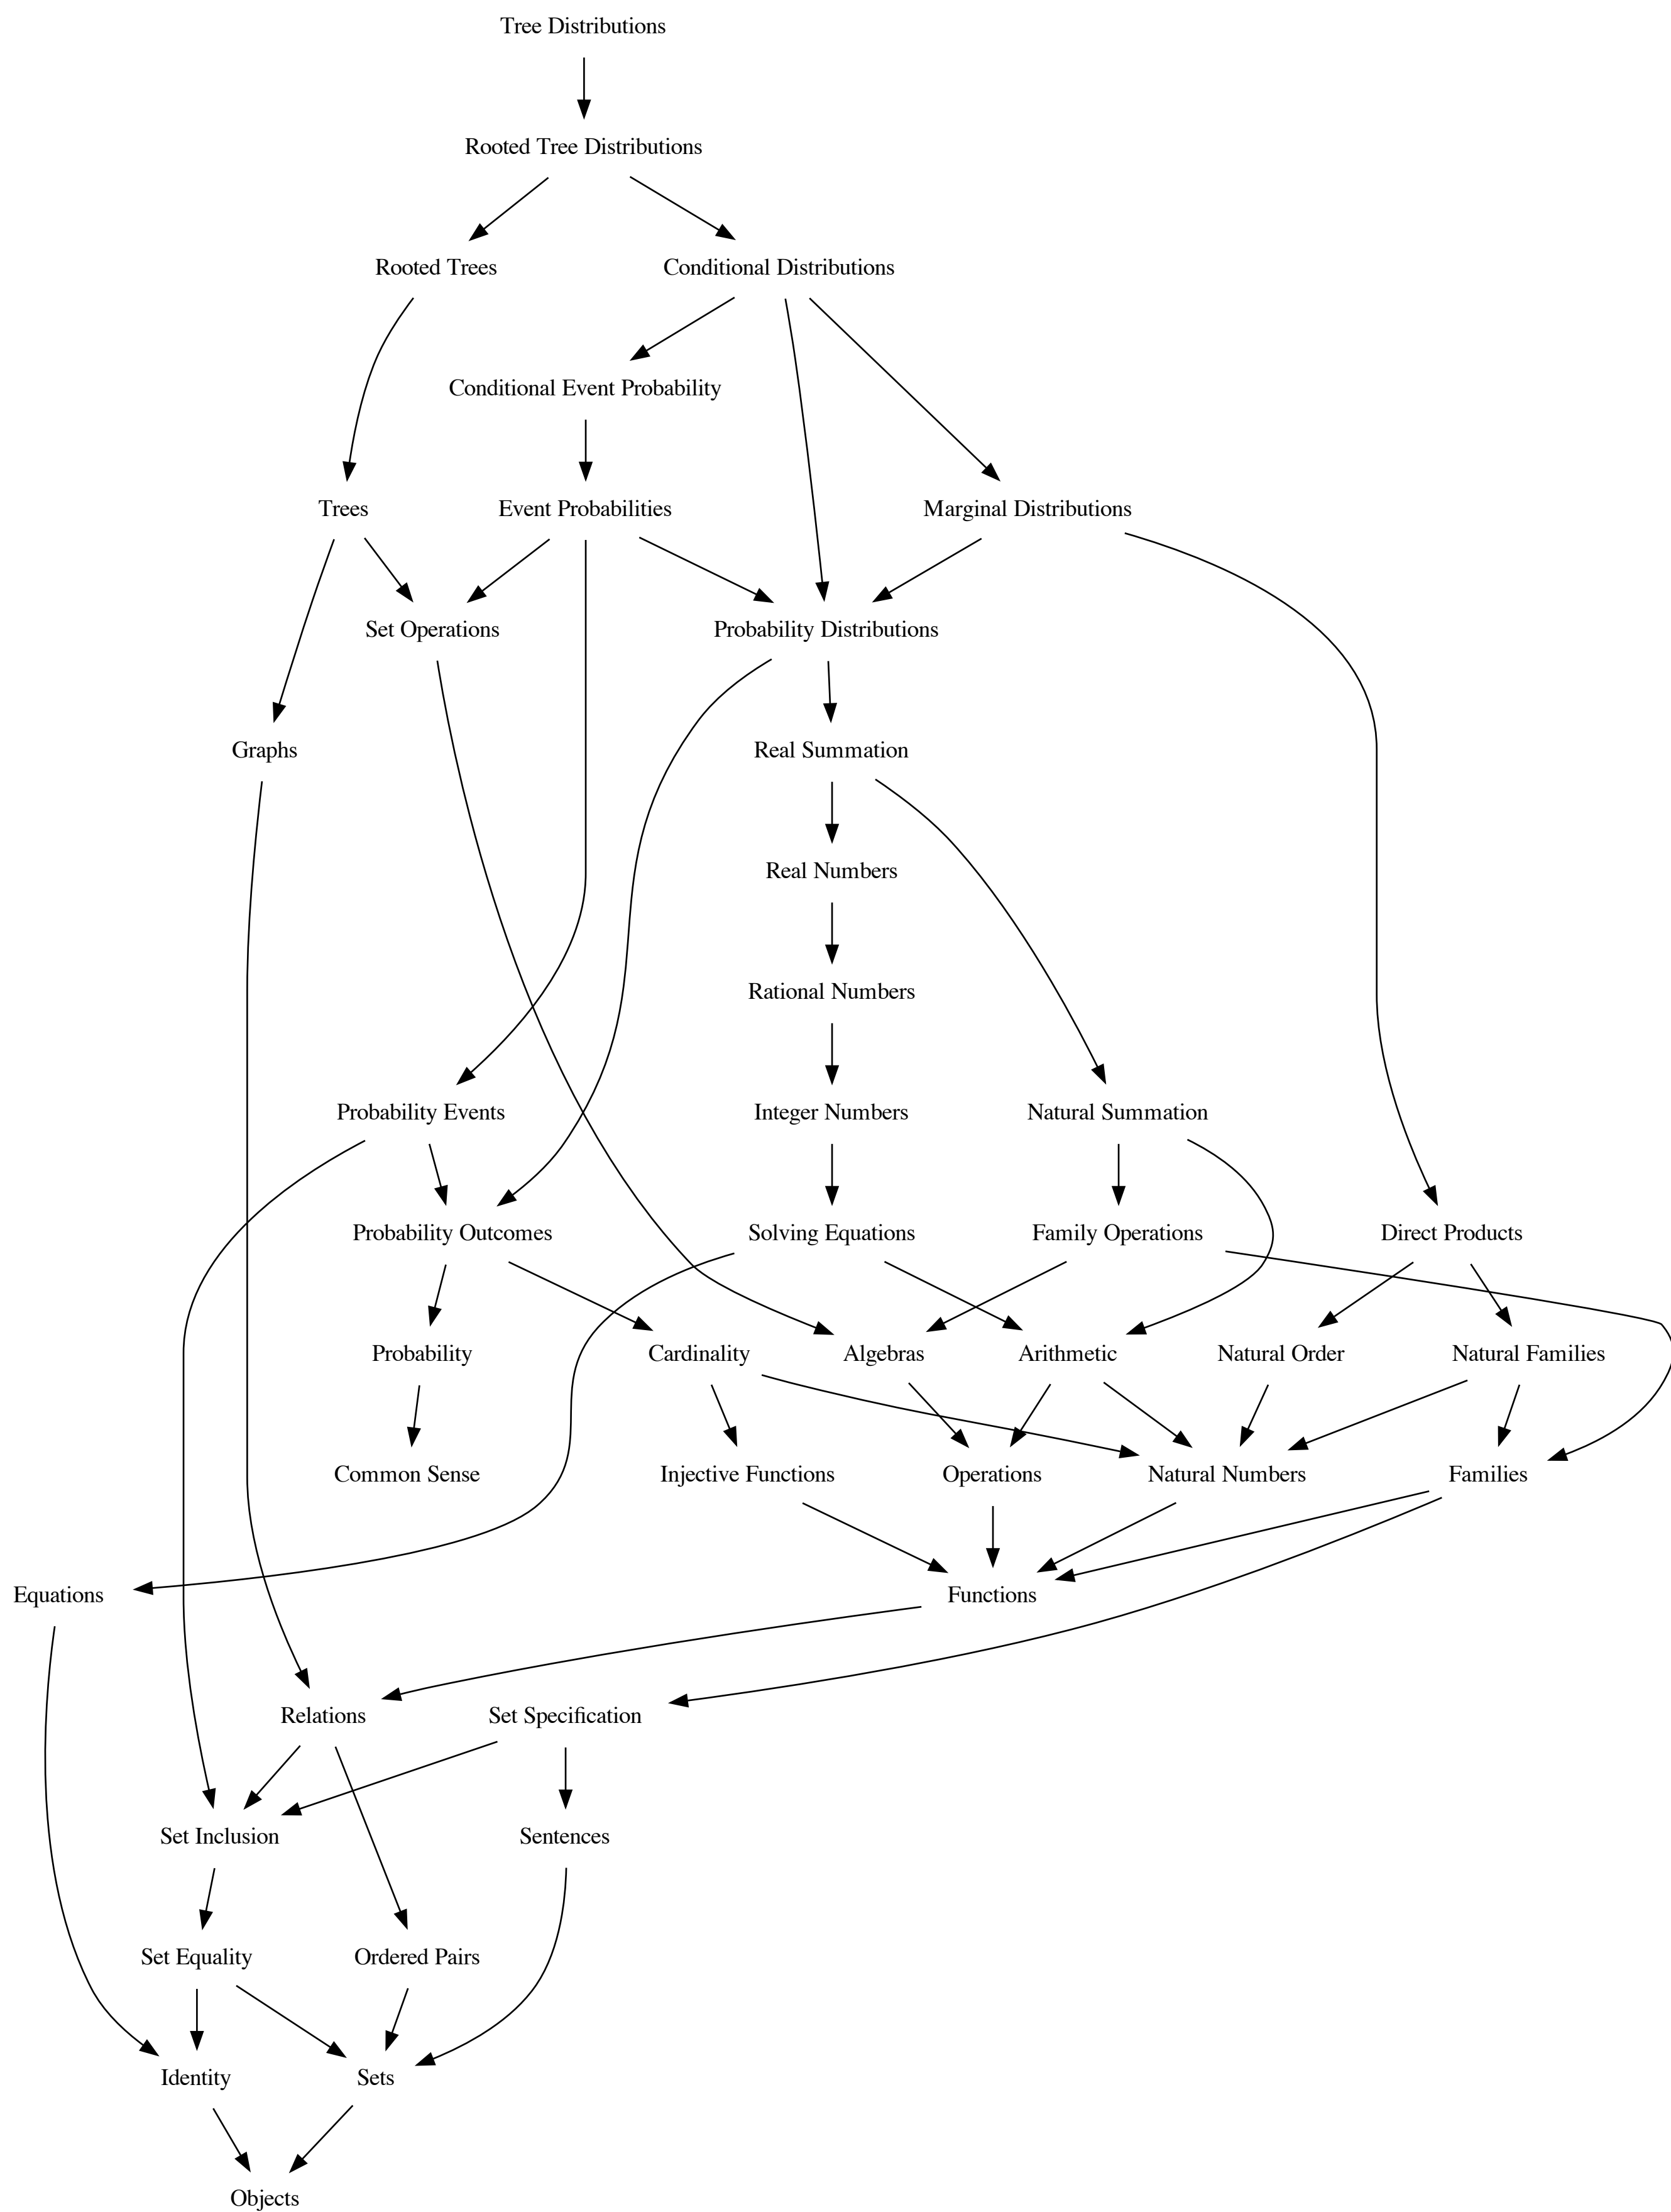 Tree Distributions
Rooted Tree Distributions
Rooted Trees
Conditional Distributions
Conditional Event Probability
Trees
Event Probabilities
Marginal Distributions
Set Operations
Probability Distributions
Graphs
Real Summation
Real Numbers
Rational Numbers
Probability Events
Integer Numbers
Natural Summation
Probability Outcomes
Solving Equations
Family Operations
Direct Products
Probability
Cardinality
Algebras
Arithmetic
Natural Order
Natural Families
Common Sense
Injective Functions
Operations
Natural Numbers
Families
Equations
Functions
Relations
Set Specification
Set Inclusion
Sentences
Set Equality
Ordered Pairs
Identity
Sets
Objects